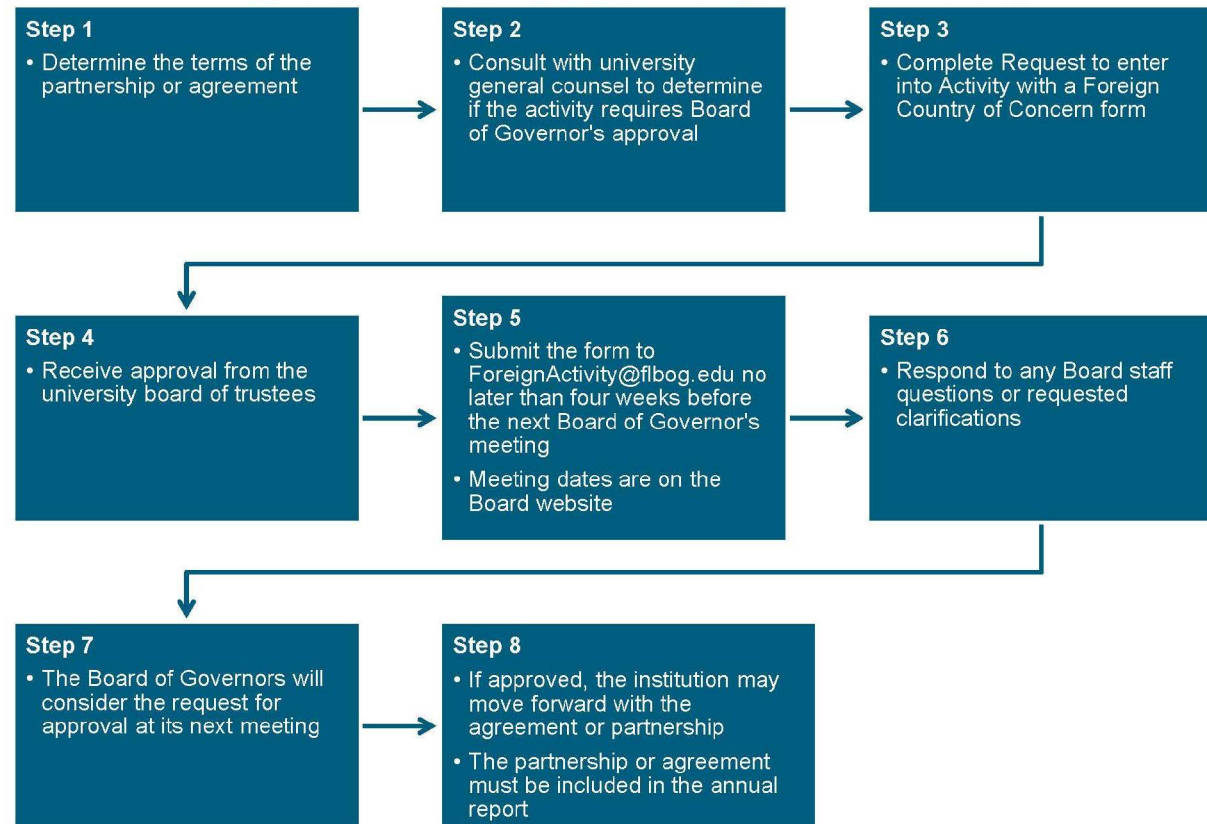 Step 1
• Determine the terms of the
partnership or agreement
Step 2
• Consult with university
general counsel to determine
if the activity requires Board
of Governor's approval
Step 3
• Complete Request to enter
into Activity with a Foreign
Country of Concern form
Step 4
• Receive approval from the
university board of trustees
Step 5
• Submit the form to
ForeignActivity@flbog.edu no
later than four weeks before
the next Board of Governor's
meeting
• Meeting dates are on the
Board website
Step 6
• Respond to any Board staff
questions or requested
clarifications
Step 7
• The Board of Governors will
consider the request for
approval at its next meeting
Step 8
• If approved, the institution may
move forward with the
agreement or partnership
• The partnership or agreement
must be included in the annual
report